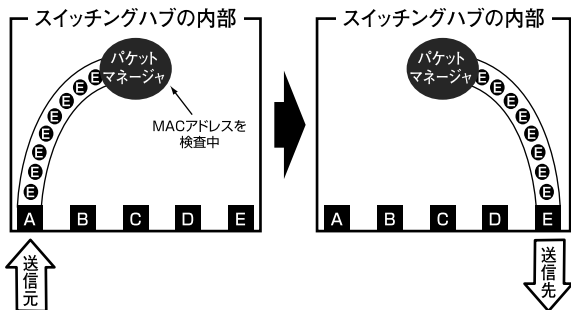 スイッチングハブの内部
パケット
マネージャ
E E E E E E E E
MACアドレスを
検査中
A B C D E
送信元
スイッチングハブの内部
パケット
マネージャ
E E E E E E E E
A B C D E
送信先